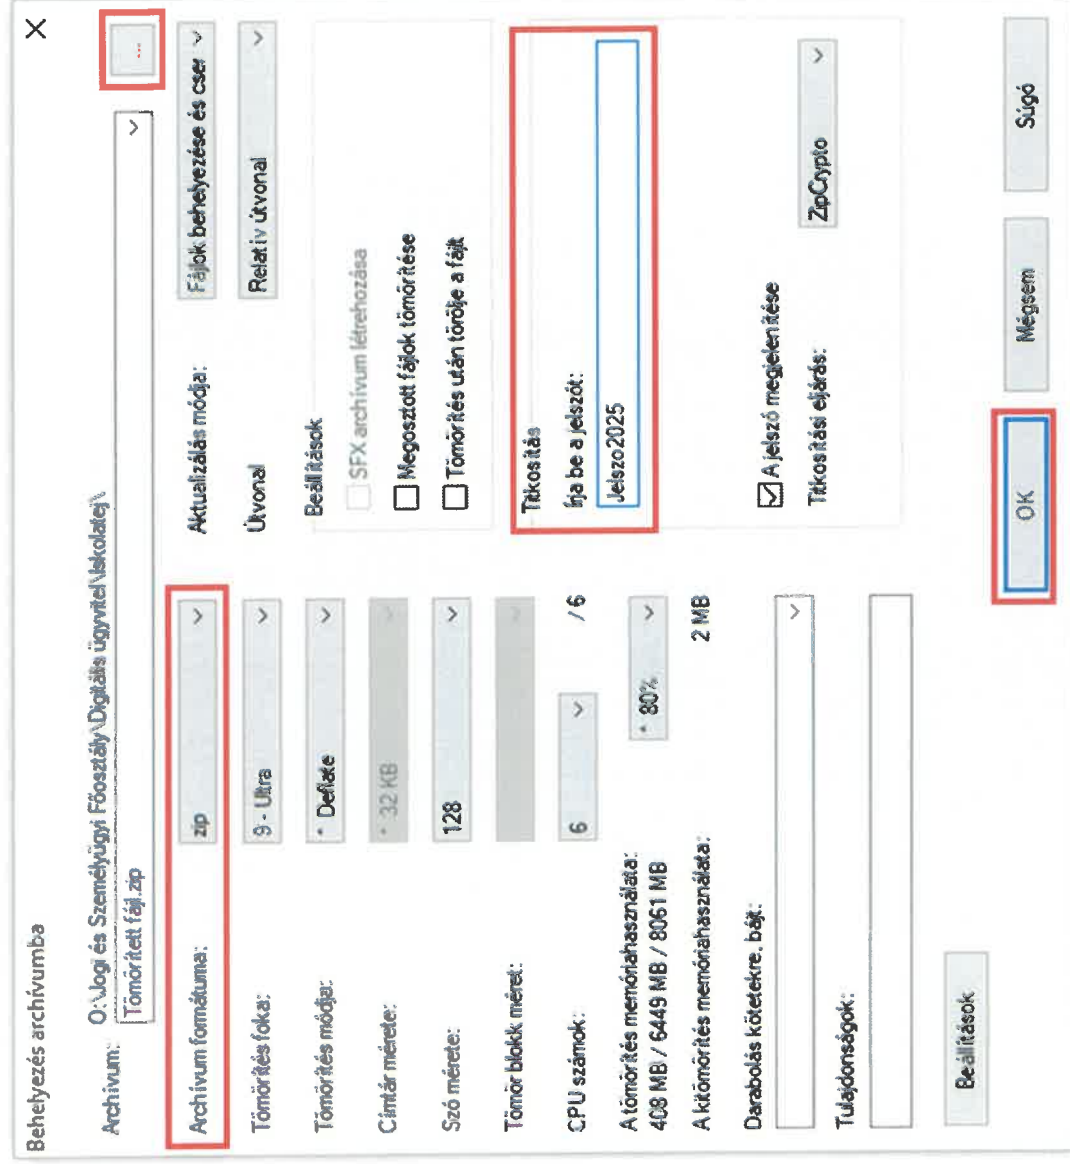 Behelyezés archívumba
Archívum: O:\Jogi és Személyügyi Főosztály\Digitális ügyvitel\Iskolatej\
Tömörített fájl.zip
...
Archívum formátuma: zip
Tömörítés foka: 9 - Ultra
Tömörítés módja: * Deflate
Címtár mérete: * 32 KB
Szó mérete: 128
Tömör blokk méret:
CPU számok: 6 / 6
A tömörítés memóriahasználata:
408 MB / 6449 MB / 8061 MB * 80%
A kitömörítés memóriahasználata: 2 MB
Darabolás kötetekre, bájt:
Tulajdonságok:
Beállítások
Aktualizálás módja: Fájlok behelyezése és cser
Útvonal Relatív útvonal
Beállítások
SFX archívum létrehozása
Megosztott fájlok tömörítése
Tömörítés után törölje a fájlt
Titkosítás
Írja be a jelszót:
Jelszo2025
A jelszó megjelenítése
Titkosítási eljárás: ZipCrypto
OK Mégsem Súgó